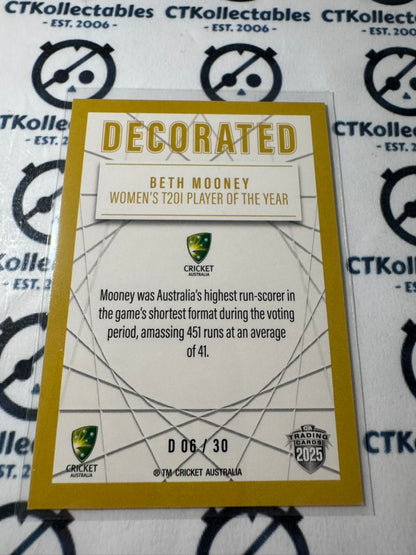 CTKollectables
- EST. 2006 -
CTKollectables
- EST. 2006 -
CTKollectables
- EST. 2006 -
CTKollectables
- EST. 2006 -
DECORATED
BETH MOONEY
WOMEN'S T20I PLAYER OF THE YEAR
CRICKET
AUSTRALIA
Mooney was Australia's highest run-scorer in
the game's shortest format during the voting
period, amassing 451 runs at an average
of 41.
CRICKET
AUSTRALIA
D 06 / 30
® TM CRICKET AUSTRALIA
CA
TRADING
CARDS
2025